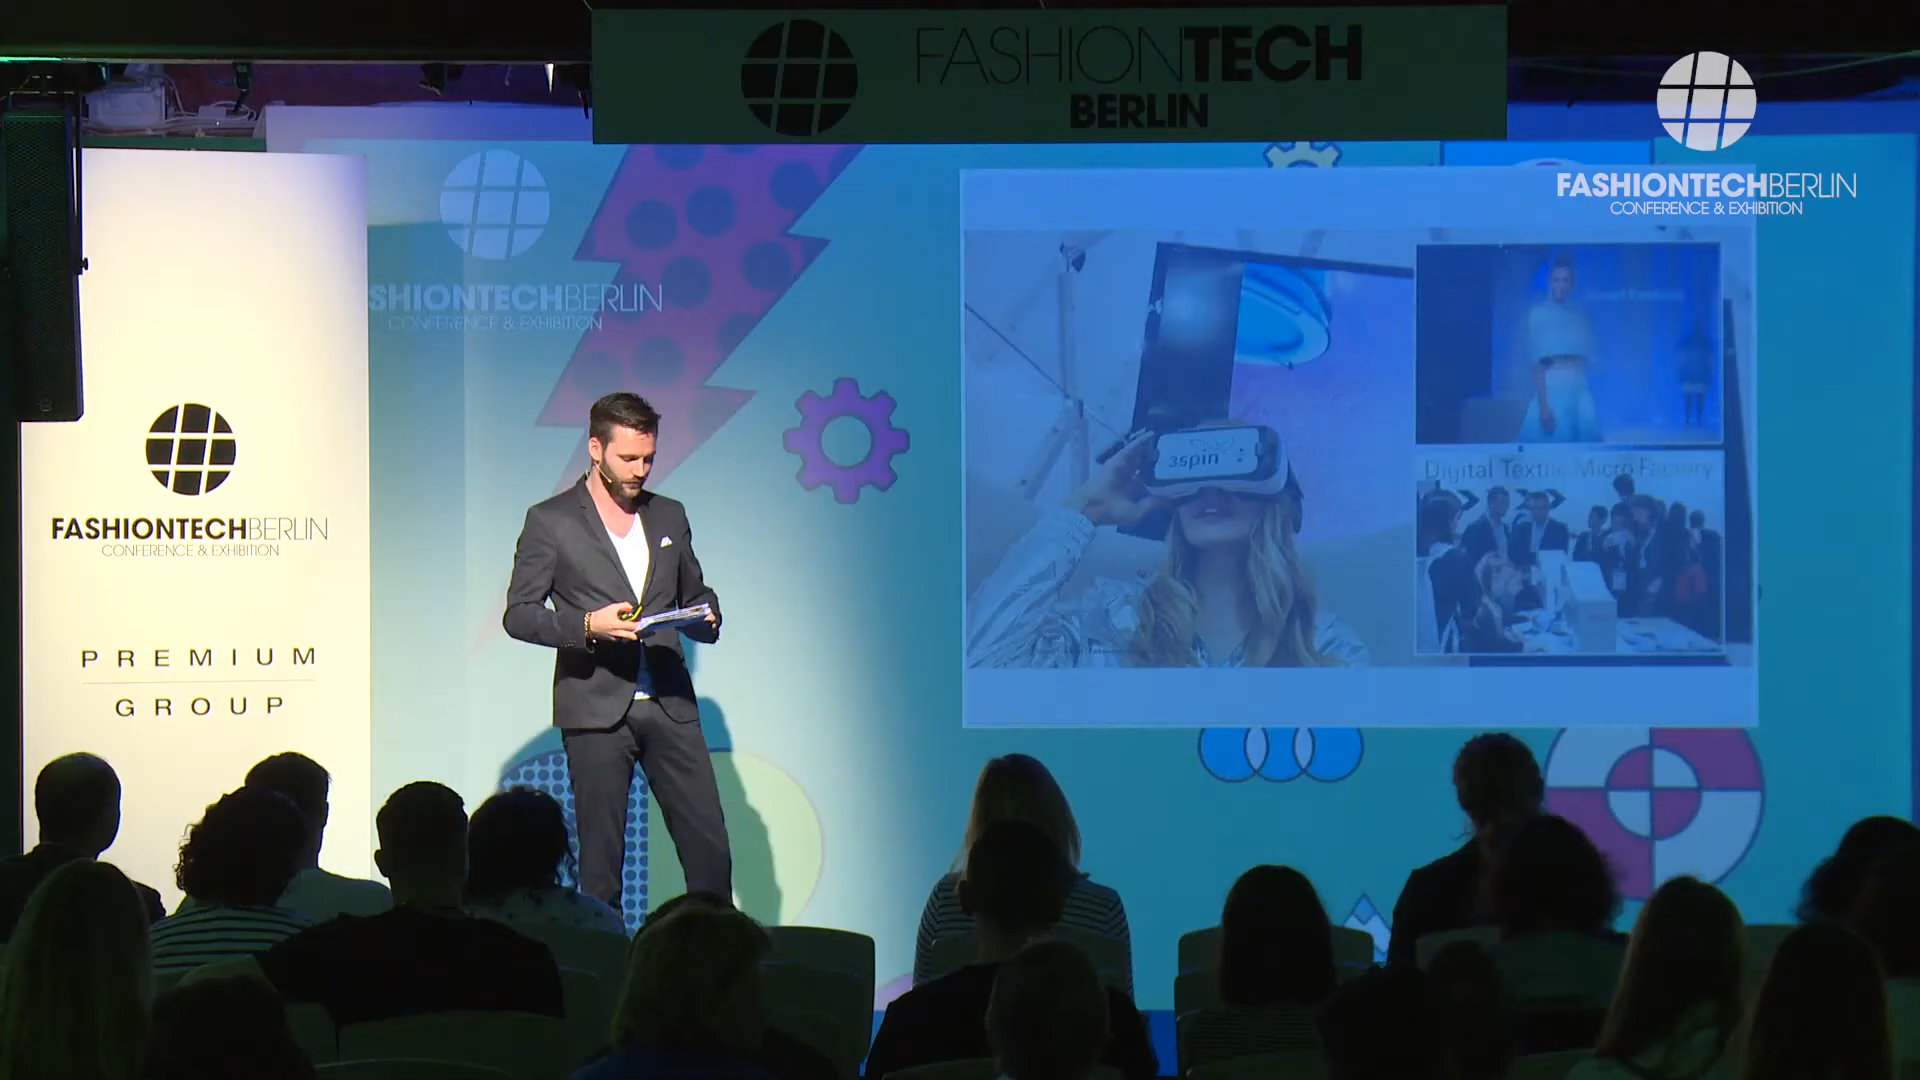 FASHIONTECH
BERLIN
FASHIONTECHBERLIN
CONFERENCE & EXHIBITION
SHIONTECHBERLIN
CONFERENCE & EXHIBITION
3spin
Digital Textile Micro Factory
FASHIONTECHBERLIN
CONFERENCE & EXHIBITION
PREMIUM
GROUP